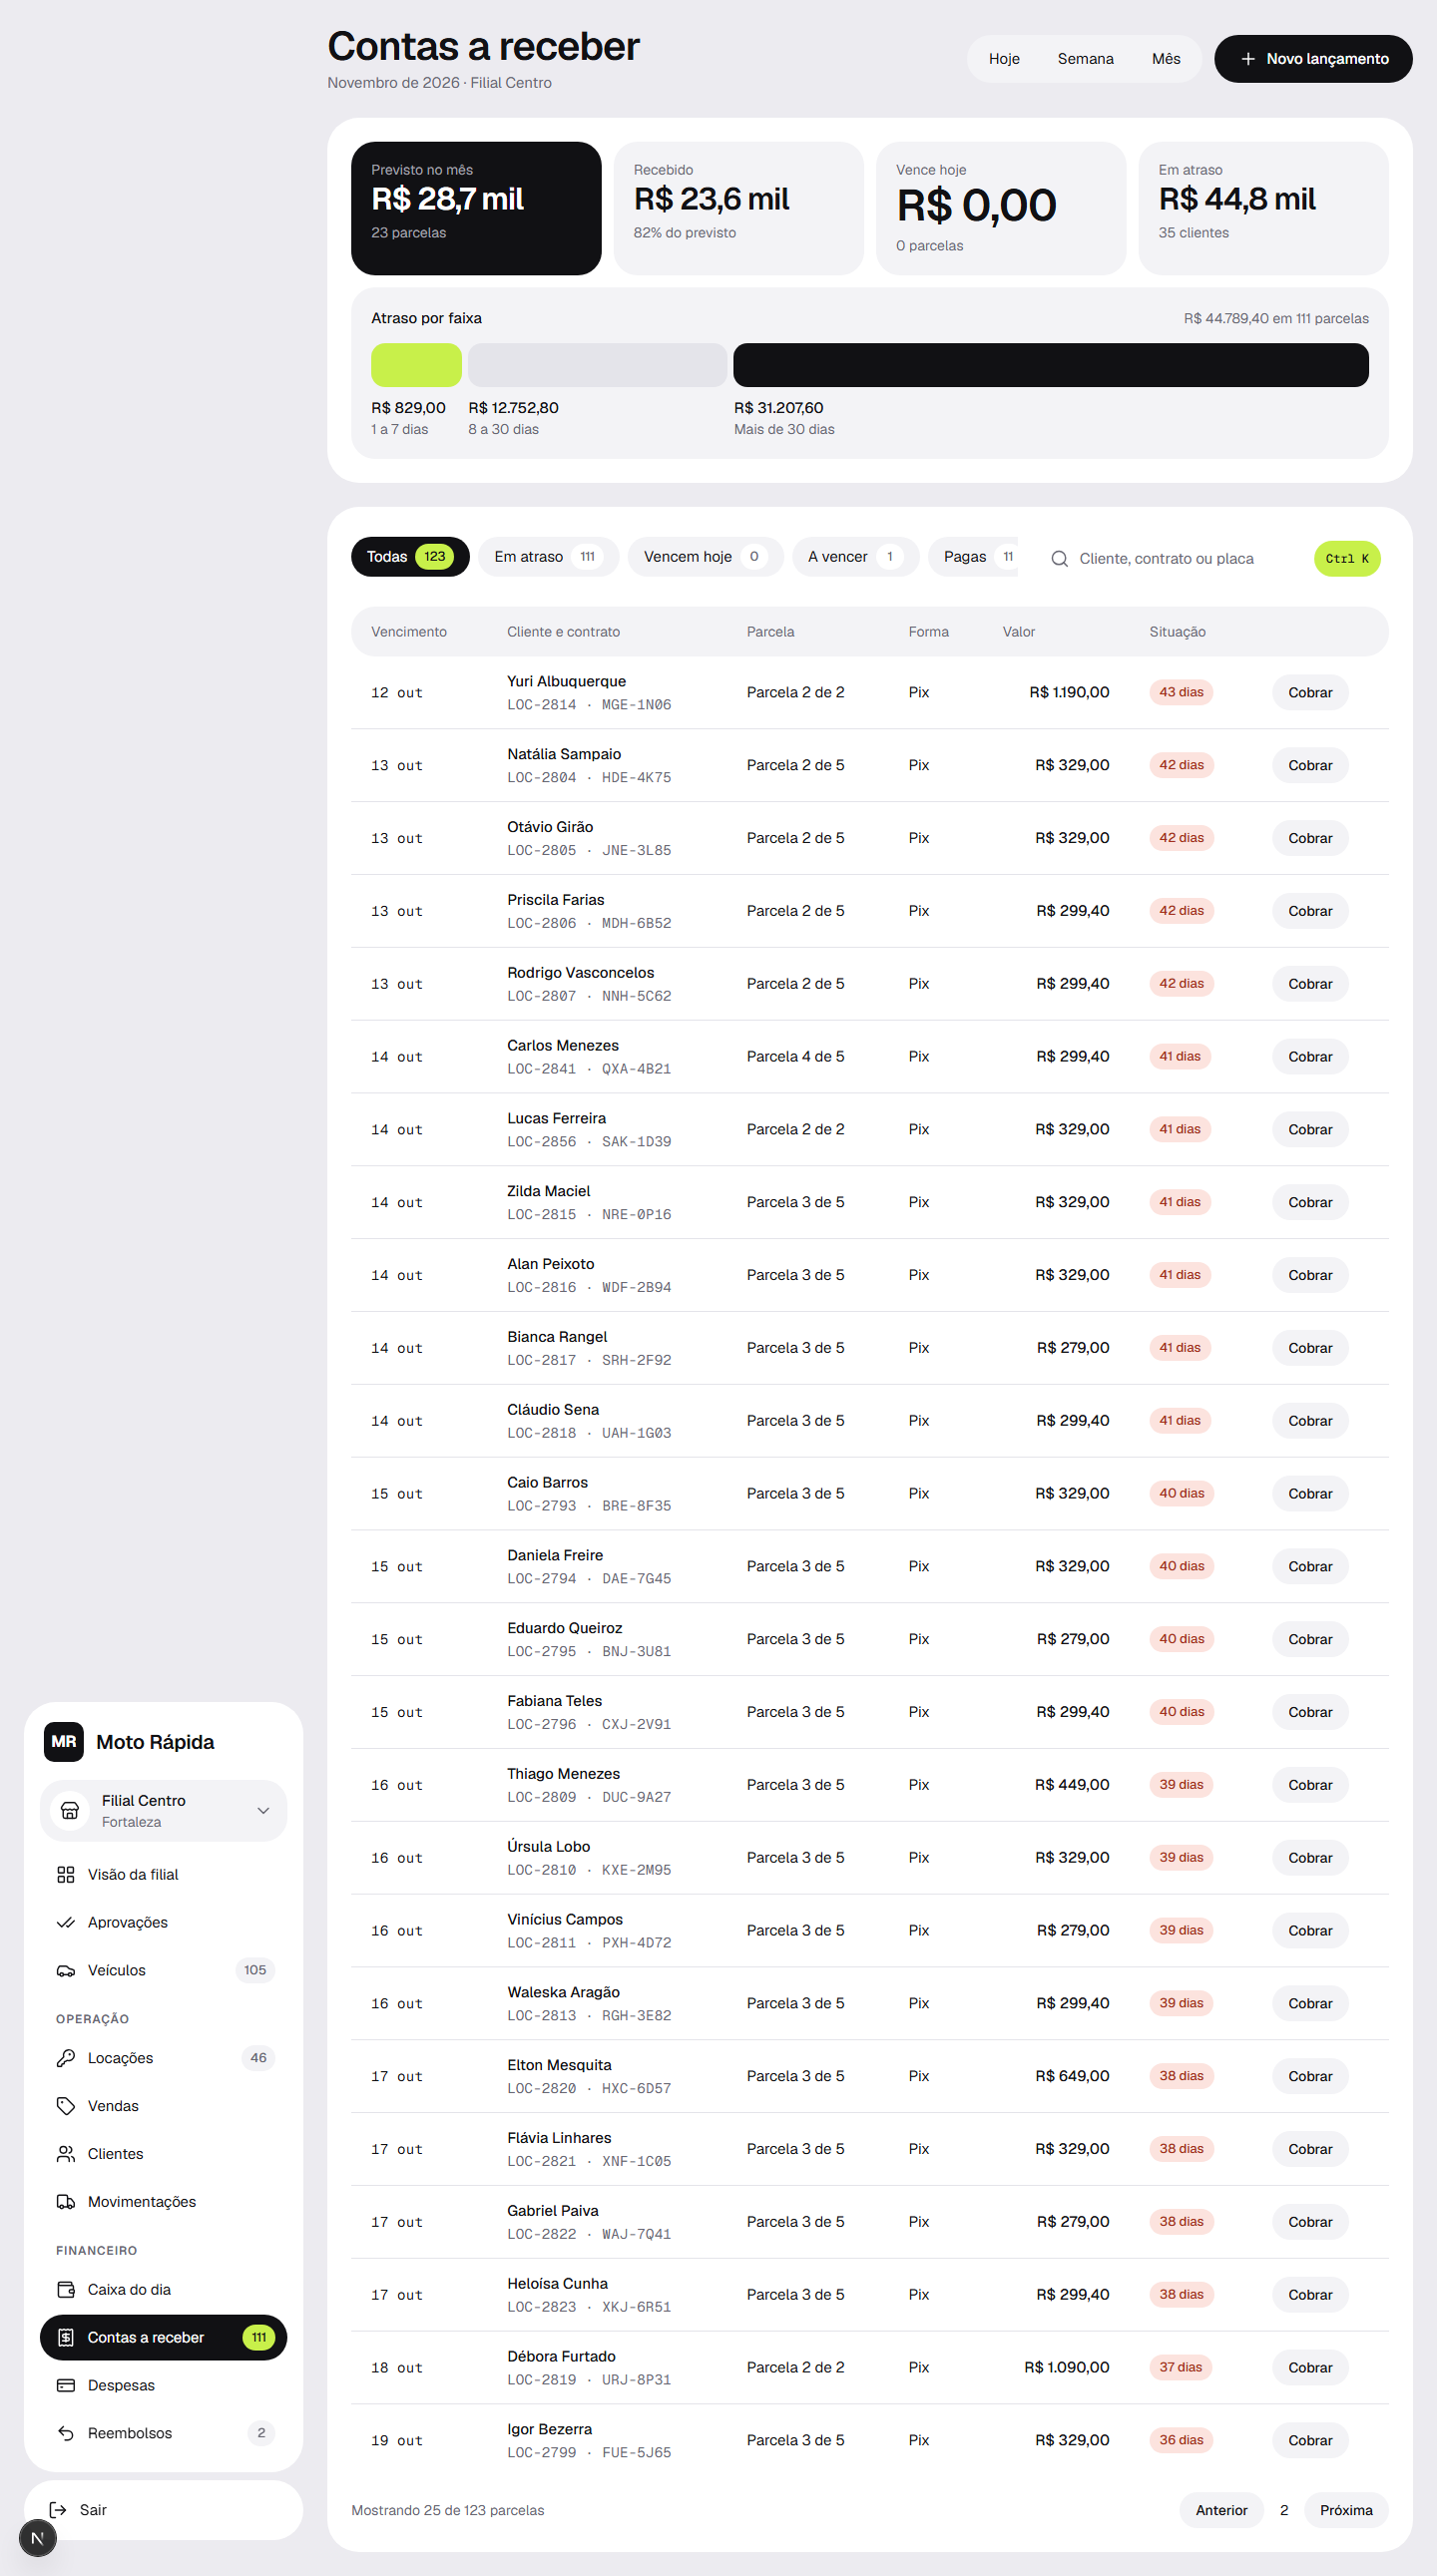 Contas a receber
Novembro de 2026 · Filial Centro
Hoje Semana Mês
Novo lançamento
Previsto no mês
R$ 28,7 mil
23 parcelas
Recebido
R$ 23,6 mil
82% do previsto
Vence hoje
R$ 0,00
0 parcelas
Em atraso
R$ 44,8 mil
35 clientes
Atraso por faixa
R$ 44.789,40 em 111 parcelas
R$ 829,00
1 a 7 dias
R$ 12.752,80
8 a 30 dias
R$ 31.207,60
Mais de 30 dias
Todas 123 Em atraso 111 Vencem hoje 0 A vencer 1 Pagas 11
Cliente, contrato ou placa Ctrl K
Vencimento Cliente e contrato Parcela Forma Valor Situação
12 out Yuri Albuquerque Parcela 2 de 2 Pix R$ 1.190,00 43 dias Cobrar
LOC-2814 · MGE-1N06
13 out Natália Sampaio Parcela 2 de 5 Pix R$ 329,00 42 dias Cobrar
LOC-2804 · HDE-4K75
13 out Otávio Girão Parcela 2 de 5 Pix R$ 329,00 42 dias Cobrar
LOC-2805 · JNE-3L85
13 out Priscila Farias Parcela 2 de 5 Pix R$ 299,40 42 dias Cobrar
LOC-2806 · MDH-6B52
13 out Rodrigo Vasconcelos Parcela 2 de 5 Pix R$ 299,40 42 dias Cobrar
LOC-2807 · NNH-5C62
14 out Carlos Menezes Parcela 4 de 5 Pix R$ 299,40 41 dias Cobrar
LOC-2841 · QXA-4B21
14 out Lucas Ferreira Parcela 2 de 2 Pix R$ 329,00 41 dias Cobrar
LOC-2856 · SAK-1D39
14 out Zilda Maciel Parcela 3 de 5 Pix R$ 329,00 41 dias Cobrar
LOC-2815 · NRE-0P16
14 out Alan Peixoto Parcela 3 de 5 Pix R$ 329,00 41 dias Cobrar
LOC-2816 · WDF-2B94
14 out Bianca Rangel Parcela 3 de 5 Pix R$ 279,00 41 dias Cobrar
LOC-2817 · SRH-2F92
14 out Cláudio Sena Parcela 3 de 5 Pix R$ 299,40 41 dias Cobrar
LOC-2818 · UAH-1G03
15 out Caio Barros Parcela 3 de 5 Pix R$ 329,00 40 dias Cobrar
LOC-2793 · BRE-8F35
15 out Daniela Freire Parcela 3 de 5 Pix R$ 329,00 40 dias Cobrar
LOC-2794 · DAE-7G45
15 out Eduardo Queiroz Parcela 3 de 5 Pix R$ 279,00 40 dias Cobrar
LOC-2795 · BNJ-3U81
15 out Fabiana Teles Parcela 3 de 5 Pix R$ 299,40 40 dias Cobrar
LOC-2796 · CXJ-2V91
16 out Thiago Menezes Parcela 3 de 5 Pix R$ 449,00 39 dias Cobrar
LOC-2809 · DUC-9A27
16 out Úrsula Lobo Parcela 3 de 5 Pix R$ 329,00 39 dias Cobrar
LOC-2810 · KXE-2M95
16 out Vinícius Campos Parcela 3 de 5 Pix R$ 279,00 39 dias Cobrar
LOC-2811 · PXH-4D72
16 out Waleska Aragão Parcela 3 de 5 Pix R$ 299,40 39 dias Cobrar
LOC-2813 · RGH-3E82
17 out Elton Mesquita Parcela 3 de 5 Pix R$ 649,00 38 dias Cobrar
LOC-2820 · HXC-6D57
17 out Flávia Linhares Parcela 3 de 5 Pix R$ 329,00 38 dias Cobrar
LOC-2821 · XNF-1C05
17 out Gabriel Paiva Parcela 3 de 5 Pix R$ 279,00 38 dias Cobrar
LOC-2822 · WAJ-7Q41
17 out Heloísa Cunha Parcela 3 de 5 Pix R$ 299,40 38 dias Cobrar
LOC-2823 · XKJ-6R51
18 out Débora Furtado Parcela 2 de 2 Pix R$ 1.090,00 37 dias Cobrar
LOC-2819 · URJ-8P31
19 out Igor Bezerra Parcela 3 de 5 Pix R$ 329,00 36 dias Cobrar
LOC-2799 · FUE-5J65
Mostrando 25 de 123 parcelas
Anterior 2 Próxima
MR Moto Rápida
Filial Centro
Fortaleza
Visão da filial
Aprovações
Veículos 105
OPERAÇÃO
Locações 46
Vendas
Clientes
Movimentações
FINANCEIRO
Caixa do dia
Contas a receber 111
Despesas
Reembolsos 2
Sair
N